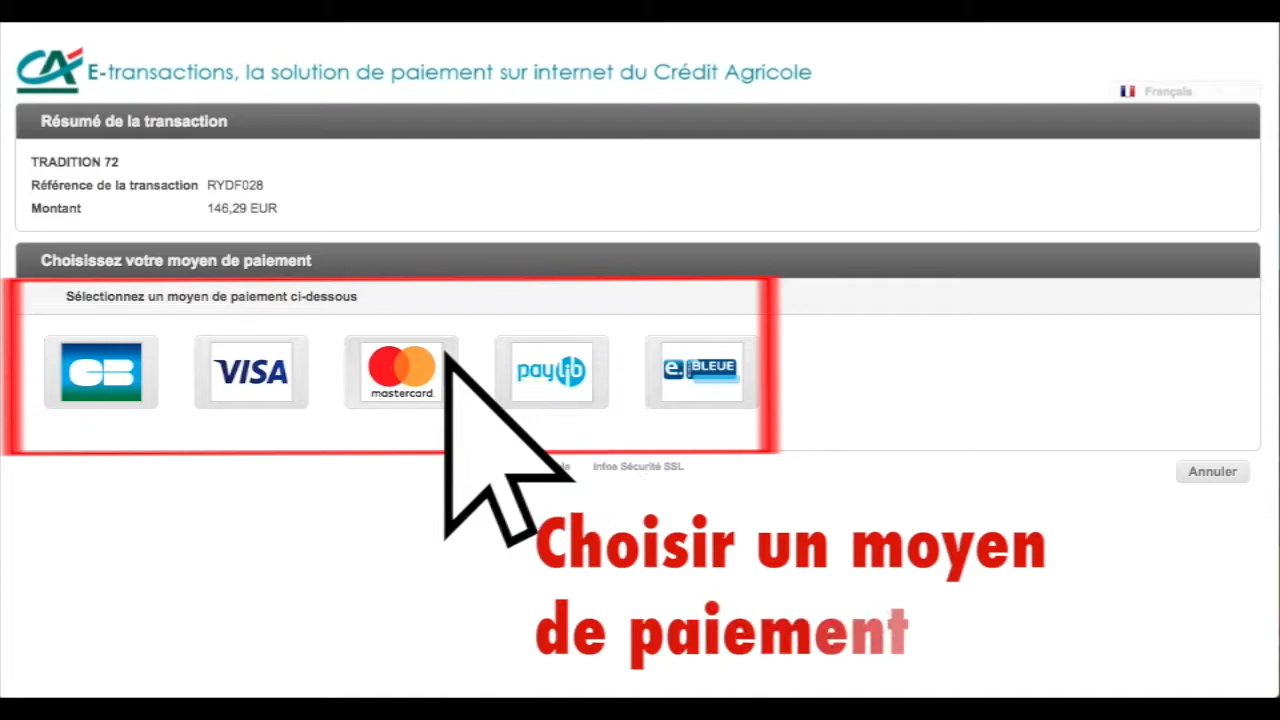 CA E-transactions, la solution de paiement sur internet du Crédit Agricole
Français
Résumé de la transaction
TRADITION 72
Référence de la transaction RYDF028
Montant 146,29 EUR
Choisissez votre moyen de paiement
Sélectionnez un moyen de paiement ci-dessous
CB VISA mastercard. paylib e. BLEUE
Infos Sécurité SSL
Annuler
Choisir un moyen
de paiement